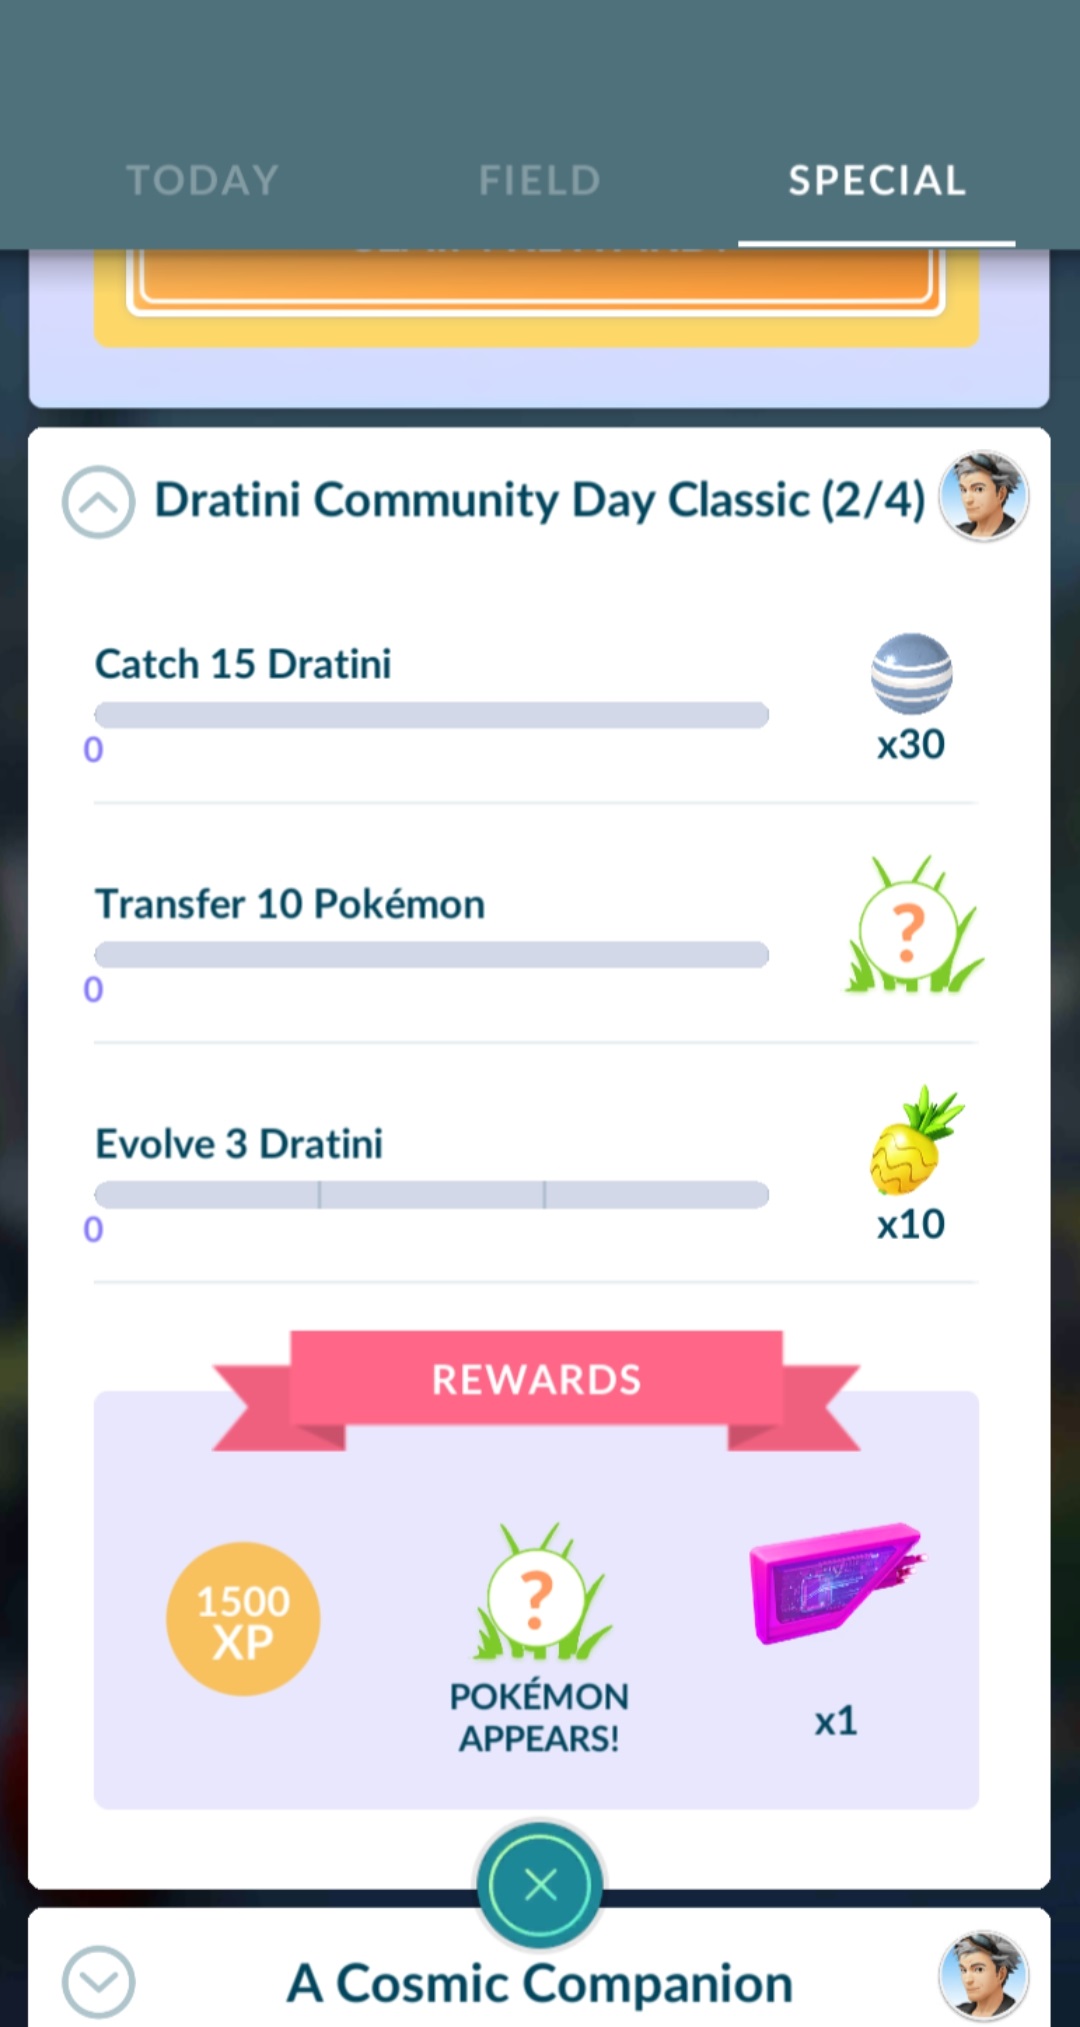 TODAY
FIELD
SPECIAL
Dratini Community Day Classic (2/4)
Catch 15 Dratini
0
x30
Transfer 10 Pokémon
0
?
Evolve 3 Dratini
0
x10
REWARDS
1500
XP
?
POKÉMON
APPEARS!
x1
A Cosmic Companion